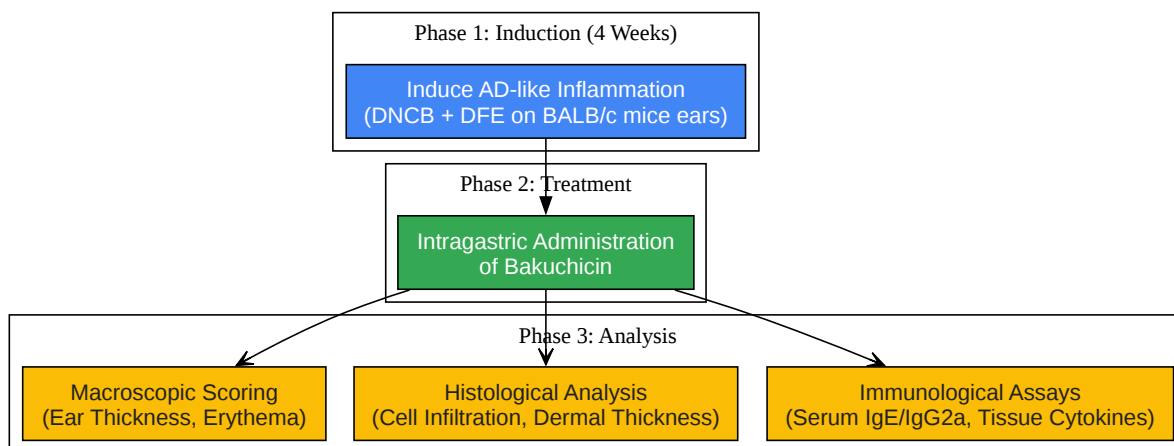 Phase 1: Induction (4 Weeks)
Induce AD-like Inflammation
(DNCB + DFE on BALB/c mice ears)
Phase 2: Treatment
Intragastric Administration
of Bakuchicin
Phase 3: Analysis
Macroscopic Scoring
(Ear Thickness, Erythema)
Histological Analysis
(Cell Infiltration, Dermal Thickness)
Immunological Assays
(Serum IgE/IgG2a, Tissue Cytokines)